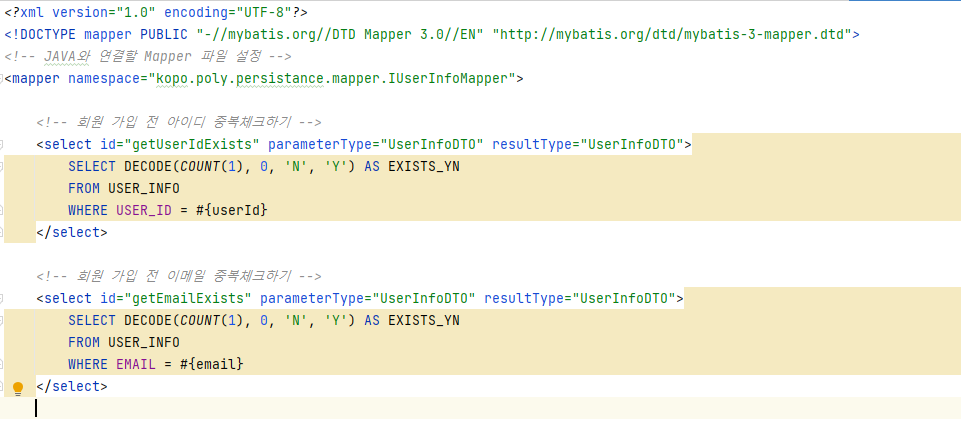 <?xml version="1.0" encoding="UTF-8"?>
<!DOCTYPE mapper PUBLIC "-//mybatis.org//DTD Mapper 3.0//EN" "http://mybatis.org/dtd/mybatis-3-mapper.dtd">
<!-- JAVA와 연결할 Mapper 파일 설정 -->
<mapper namespace="kopo.poly.persistance.mapper.IUserInfoMapper">
<!-- 회원 가입 전 아이디 중복체크하기 -->
<select id="getUserIdExists" parameterType="UserInfoDTO" resultType="UserInfoDTO">
SELECT DECODE(COUNT(1), 0, 'N', 'Y') AS EXISTS_YN
FROM USER_INFO
WHERE USER_ID = #{userId}
</select>
<!-- 회원 가입 전 이메일 중복체크하기 -->
<select id="getEmailExists" parameterType="UserInfoDTO" resultType="UserInfoDTO">
SELECT DECODE(COUNT(1), 0, 'N', 'Y') AS EXISTS_YN
FROM USER_INFO
WHERE EMAIL = #{email}
</select>